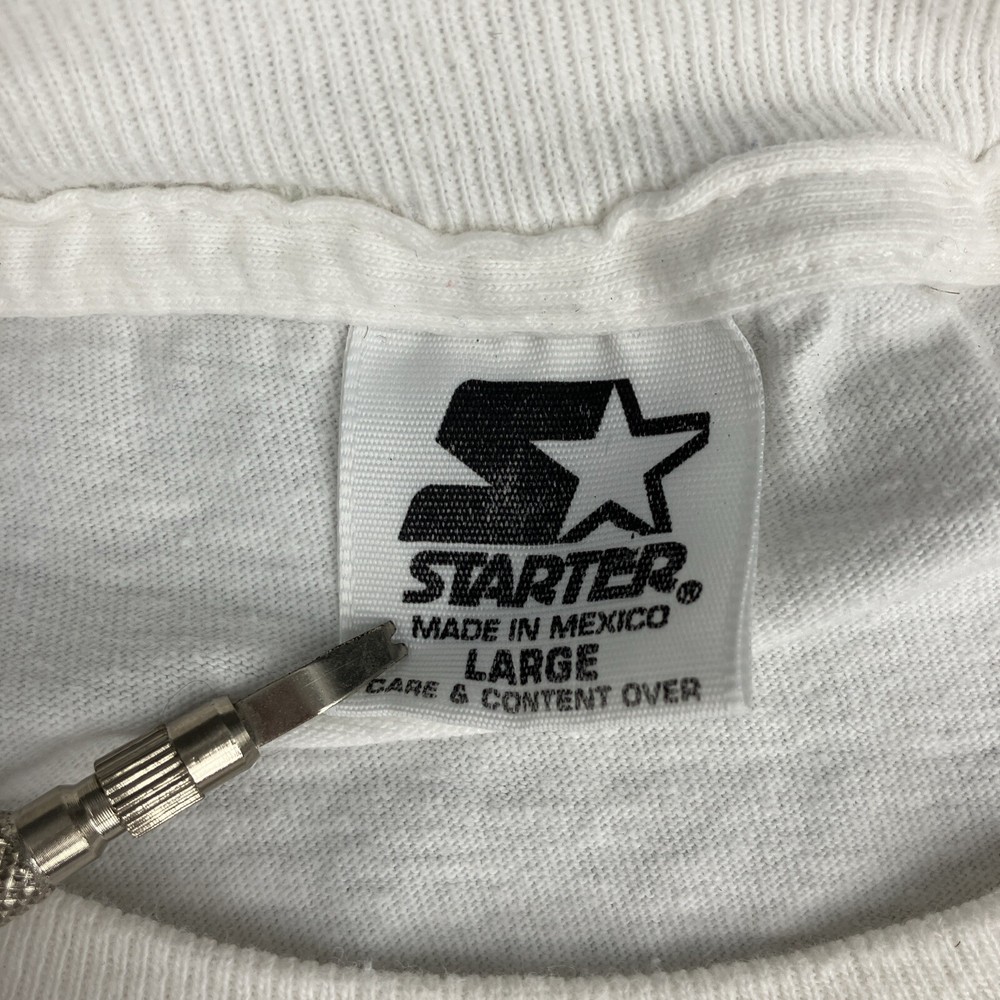 STARTER®
MADE IN MEXICO
LARGE
CARE & CONTENT OVER